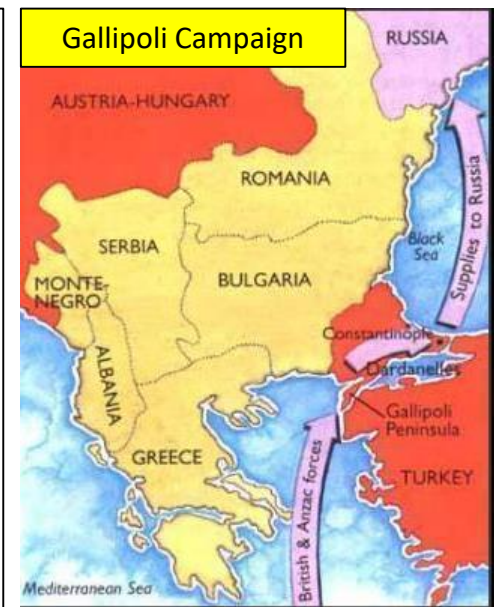 Gallipoli Campaign
RUSSIA
AUSTRIA-HUNGARY
ROMANIA
Supplies to Russia
SERBIA
Black
Sea
BULGARIA
MONTE-
NEGRO
Constantinople
ALBANIA
Dardanelles
Gallipoli
Peninsula
GREECE
TURKEY
British & Anzac forces
Mediterranean Sea